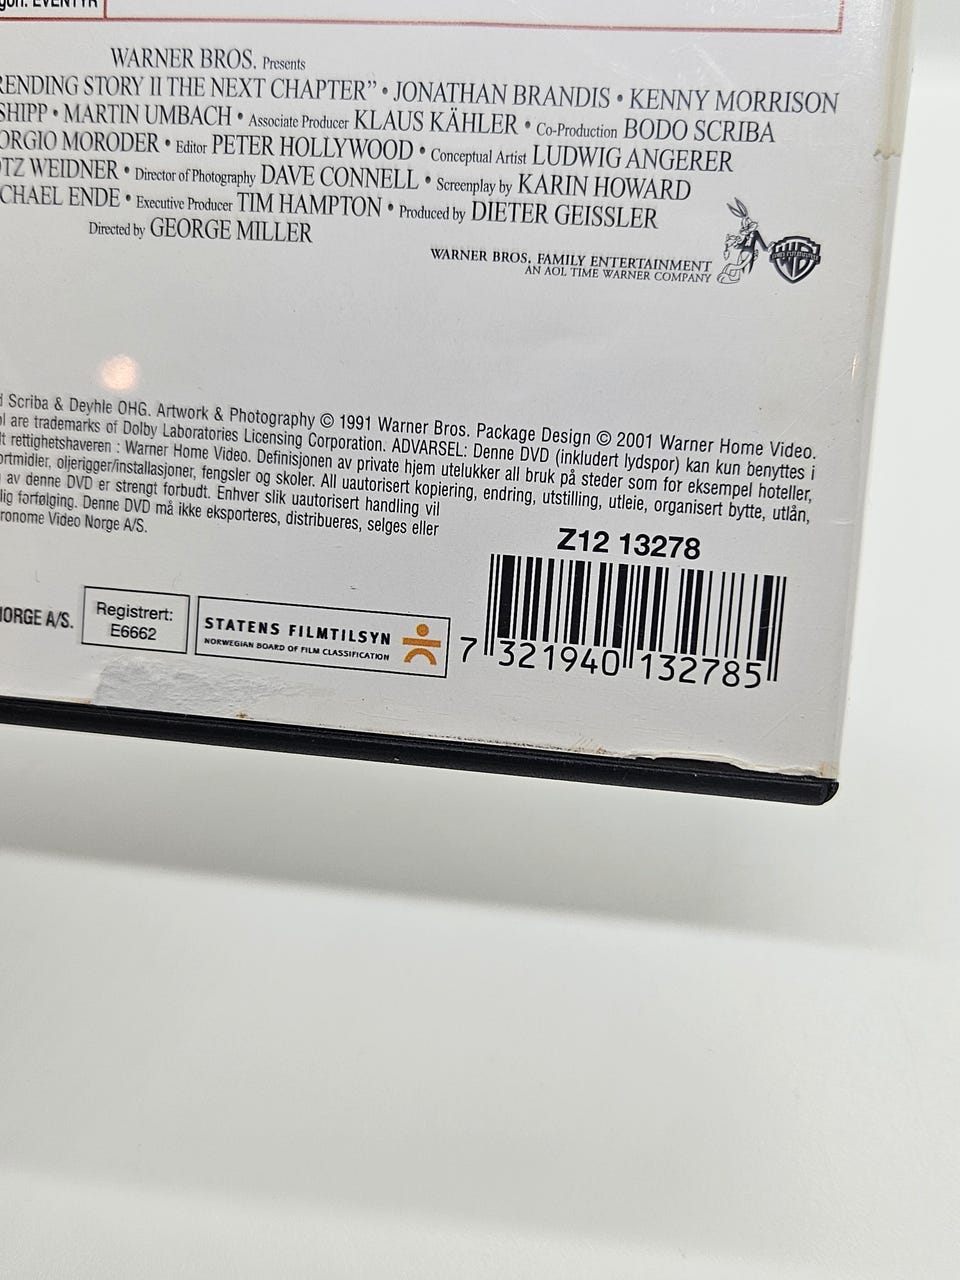 EVENTYR
WARNER BROS. Presents
STORY II THE NEXT CHAPTER” • JONATHAN BRANDIS • KENNY MORRISON
SHIPP • MARTIN UMBACH • Associate Producer KLAUS KÄHLER • Co-Production BODO SCRIBA
MORODER • Editor PETER HOLLYWOOD • Conceptual Artist LUDWIG ANGERER
WEIDNER • Director of Photography DAVE CONNELL • Screenplay by KARIN HOWARD
ENDE • Executive Producer TIM HAMPTON • Produced by DIETER GEISSLER
Directed by GEORGE MILLER
WARNER BROS. FAMILY ENTERTAINMENT
AN AOL TIME WARNER COMPANY
Scriba & Deyhle OHG. Artwork & Photography © 1991 Warner Bros. Package Design © 2001 Warner Home Video.
are trademarks of Dolby Laboratories Licensing Corporation. ADVARSEL: Denne DVD (inkludert lydspor) kan kun benyttes i
rettighetshaveren : Warner Home Video. Definisjonen av private hjem utelukker all bruk på steder som for eksempel hoteller,
oljerigger/installasjoner, fengsler og skoler. All uautorisert kopiering, endring, utstilling, utleie, organisert bytte, utlån,
av denne DVD er strengt forbudt. Enhver slik uautorisert handling vil
forfølging. Denne DVD må ikke eksporteres, distribueres, selges eller
Video Norge A/S.
Z12 13278
NORGE A/S.
Registrert:
E6662
STATENS FILMTILSYN
NORWEGIAN BOARD OF FILM CLASSIFICATION
7 321940 132785